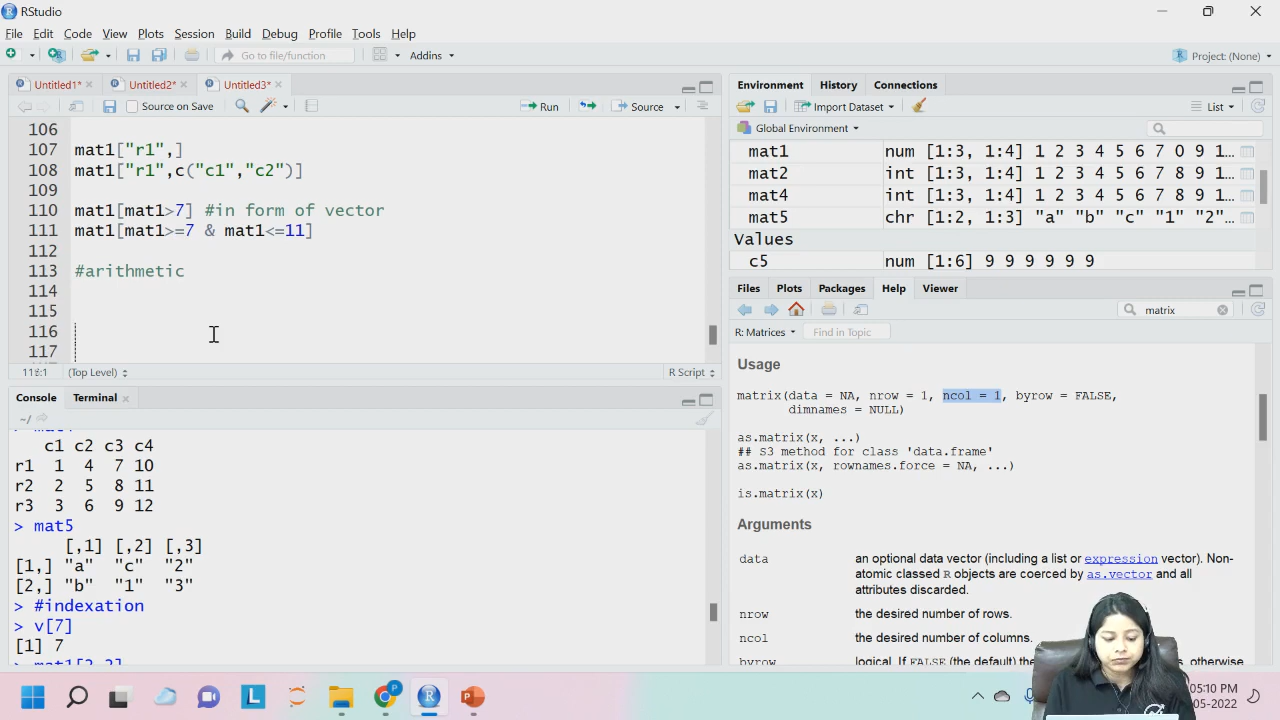 RStudio
File Edit Code View Plots Session Build Debug Profile Tools Help
Go to file/function Addins Project: (None)
Untitled1* Untitled2* Untitled3*
Source on Save Run Source
106
107 mat1["r1",]
108 mat1["r1",c("c1","c2")]
109
110 mat1[mat1>7] #in form of vector
111 mat1[mat1>=7 & mat1<=11]
112
113 #arithmetic
114
115
116
117
(Top Level) R Script
Console Terminal
~/
c1 c2 c3 c4
r1 1 4 7 10
r2 2 5 8 11
r3 3 6 9 12
> mat5
[,1] [,2] [,3]
[1,] "a" "c" "2"
[2,] "b" "1" "3"
> #indexation
> v[7]
[1] 7
Environment History Connections
Import Dataset List
Global Environment
mat1 num [1:3, 1:4] 1 2 3 4 5 6 7 0 9 1...
mat2 int [1:3, 1:4] 1 2 3 4 5 6 7 8 9 1...
mat4 int [1:3, 1:4] 1 2 3 4 5 6 7 8 9 1...
mat5 chr [1:2, 1:3] "a" "b" "c" "1" "2"...
Values
c5 num [1:6] 9 9 9 9 9 9
Files Plots Packages Help Viewer
matrix
R: Matrices Find in Topic
Usage
matrix(data = NA, nrow = 1, ncol = 1, byrow = FALSE,
dimnames = NULL)
as.matrix(x, ...)
## S3 method for class 'data.frame'
as.matrix(x, rownames.force = NA, ...)
is.matrix(x)
Arguments
data an optional data vector (including a list or expression vector). Non-
atomic classed R objects are coerced by as.vector and all
attributes discarded.
nrow the desired number of rows.
ncol the desired number of columns.
byrow logical. If FALSE (the default) the otherwise
05:10 PM
05-2022